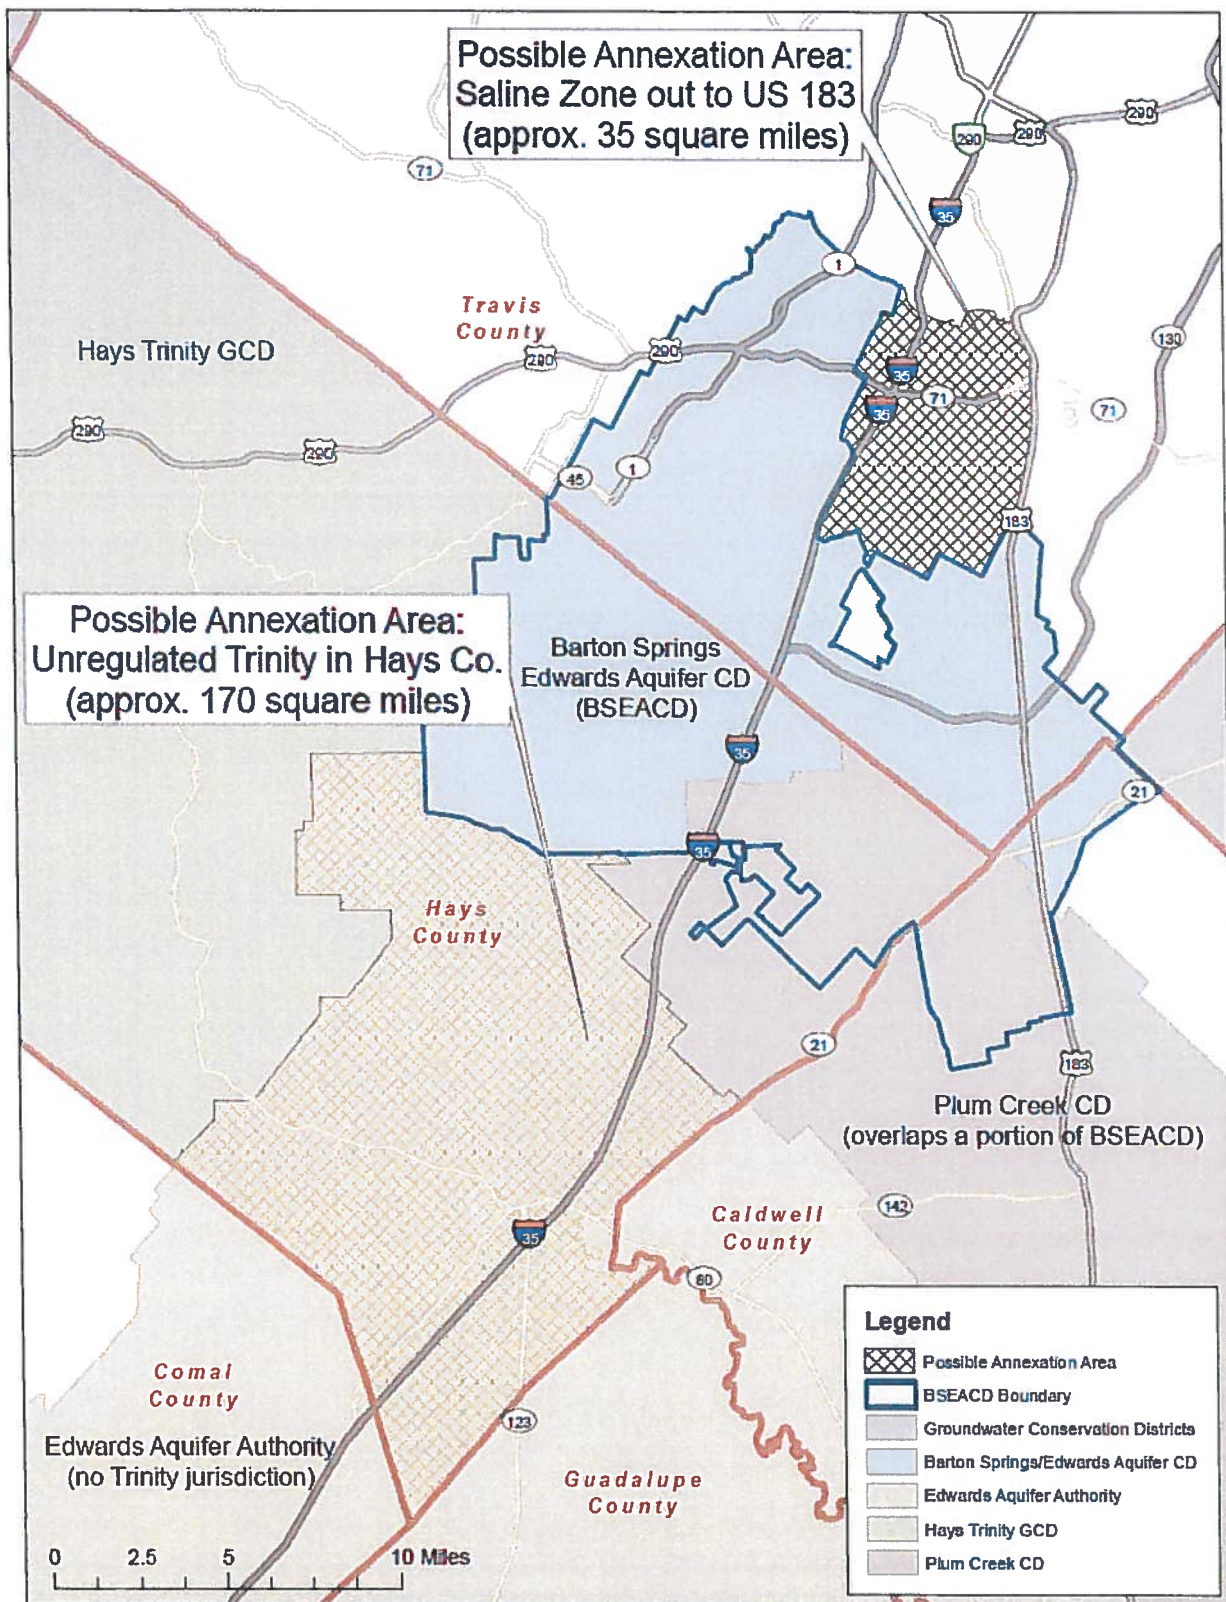 Possible Annexation Area:
Saline Zone out to US 183
(approx. 35 square miles)
290
290
290
71
35
1
Travis
County
Hays Trinity GCD
290
290
130
35
71
35
71
290
290
45
1
183
Possible Annexation Area:
Unregulated Trinity in Hays Co.
(approx. 170 square miles)
Barton Springs
Edwards Aquifer CD
(BSEACD)
35
21
35
Hays
County
21
183
Plum Creek CD
(overlaps a portion of BSEACD)
142
Caldwell
County
35
80
Comal
County
123
Edwards Aquifer Authority
(no Trinity jurisdiction)
Guadalupe
County
0 2.5 5 10 Miles
Legend
Possible Annexation Area
BSEACD Boundary
Groundwater Conservation Districts
Barton Springs/Edwards Aquifer CD
Edwards Aquifer Authority
Hays Trinity GCD
Plum Creek CD